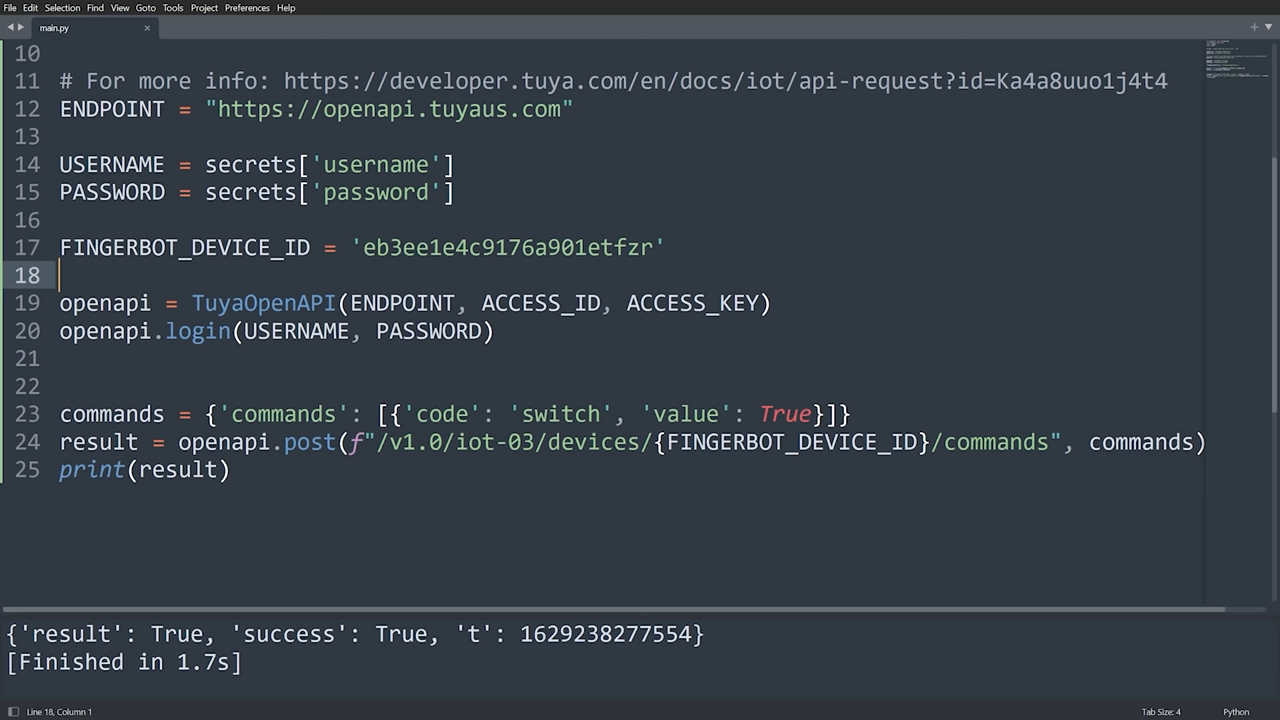 File Edit Selection Find View Goto Tools Project Preferences Help
main.py
10
11 # For more info: https://developer.tuya.com/en/docs/iot/api-request?id=Ka4a8uuo1j4t4
12 ENDPOINT = "https://openapi.tuyaus.com"
13
14 USERNAME = secrets['username']
15 PASSWORD = secrets['password']
16
17 FINGERBOT_DEVICE_ID = 'eb3ee1e4c9176a901etfzr'
18
19 openapi = TuyaOpenAPI(ENDPOINT, ACCESS_ID, ACCESS_KEY)
20 openapi.login(USERNAME, PASSWORD)
21
22
23 commands = {'commands': [{'code': 'switch', 'value': True}]}
24 result = openapi.post(f"/v1.0/iot-03/devices/{FINGERBOT_DEVICE_ID}/commands", commands)
25 print(result)
{'result': True, 'success': True, 't': 1629238277554}
[Finished in 1.7s]
Line 18, Column 1 Tab Size: 4 Python